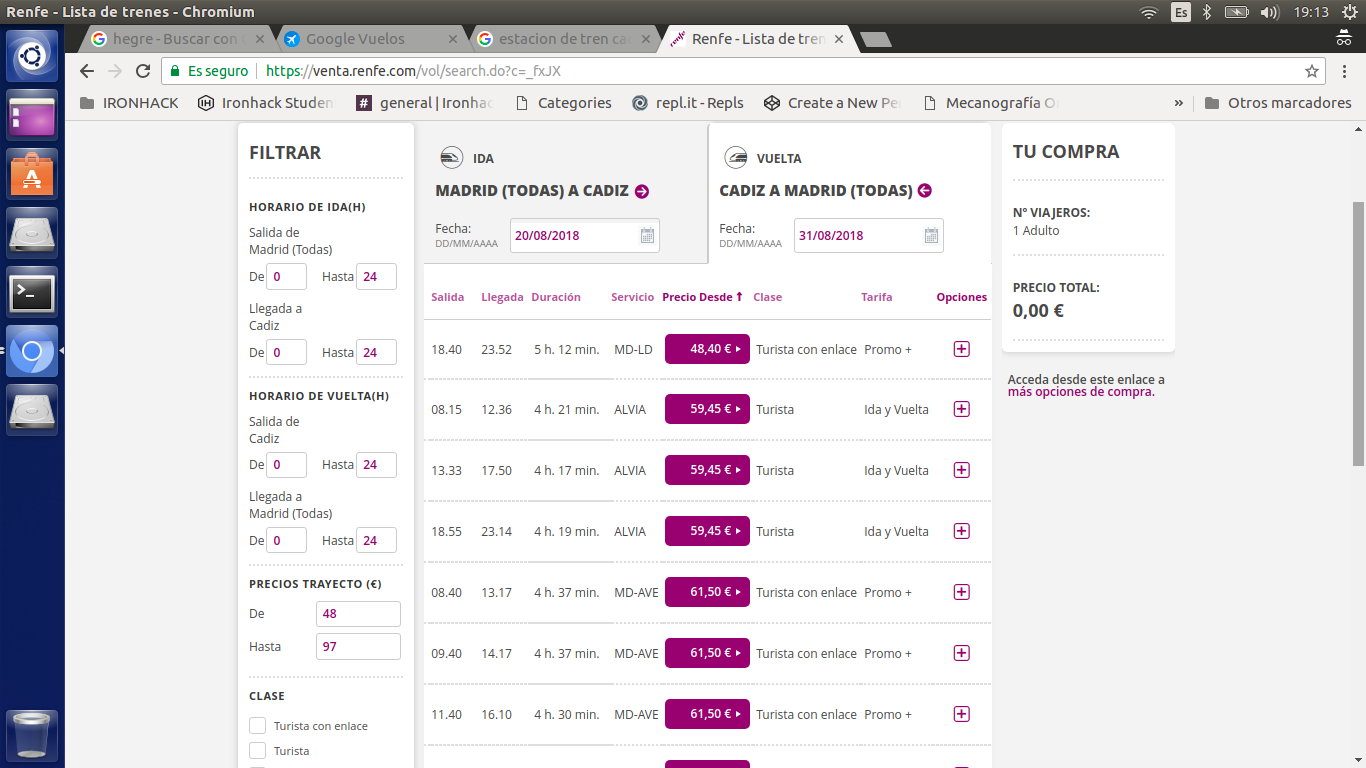 Renfe - Lista de trenes - Chromium
Es
19:13
hegre - Buscar con
Google Vuelos
estacion de tren ca
Renfe - Lista de tren
Es seguro
https://venta.renfe.com/vol/search.do?c=_fxJX
IRONHACK
Ironhack Studen
general | Ironhac
Categories
repl.it - Repls
Create a New Pe
Mecanografía O
»
Otros marcadores
FILTRAR
HORARIO DE IDA(H)
Salida de
Madrid (Todas)
De 0 Hasta 24
Llegada a
Cadiz
De 0 Hasta 24
HORARIO DE VUELTA(H)
Salida de
Cadiz
De 0 Hasta 24
Llegada a
Madrid (Todas)
De 0 Hasta 24
PRECIOS TRAYECTO (€)
De 48
Hasta 97
CLASE
Turista con enlace
Turista
IDA
MADRID (TODAS) A CADIZ
Fecha:
DD/MM/AAAA
20/08/2018
VUELTA
CADIZ A MADRID (TODAS)
Fecha:
DD/MM/AAAA
31/08/2018
Salida Llegada Duración Servicio Precio Desde Clase Tarifa Opciones
18.40 23.52 5 h. 12 min. MD-LD 48,40 € Turista con enlace Promo +
08.15 12.36 4 h. 21 min. ALVIA 59,45 € Turista Ida y Vuelta
13.33 17.50 4 h. 17 min. ALVIA 59,45 € Turista Ida y Vuelta
18.55 23.14 4 h. 19 min. ALVIA 59,45 € Turista Ida y Vuelta
08.40 13.17 4 h. 37 min. MD-AVE 61,50 € Turista con enlace Promo +
09.40 14.17 4 h. 37 min. MD-AVE 61,50 € Turista con enlace Promo +
11.40 16.10 4 h. 30 min. MD-AVE 61,50 € Turista con enlace Promo +
TU COMPRA
Nº VIAJEROS:
1 Adulto
PRECIO TOTAL:
0,00 €
Acceda desde este enlace a
más opciones de compra.